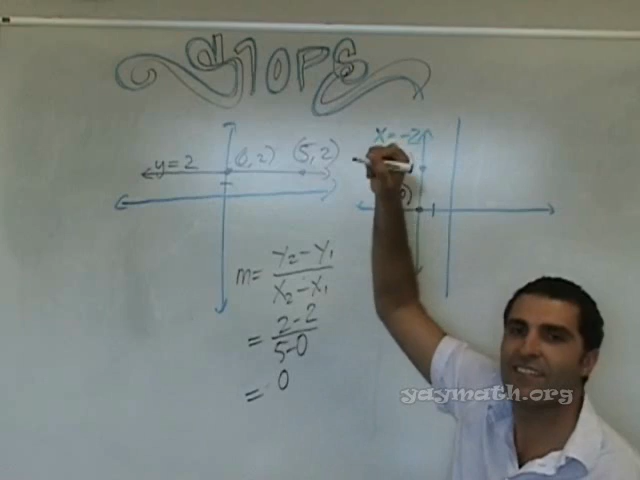 SLOPE
y=2
(0,2)
(5,2)
x=-2
m= Y₂-Y₁
X₂-X₁
= 2-2
5-0
= 0
yaymath.org